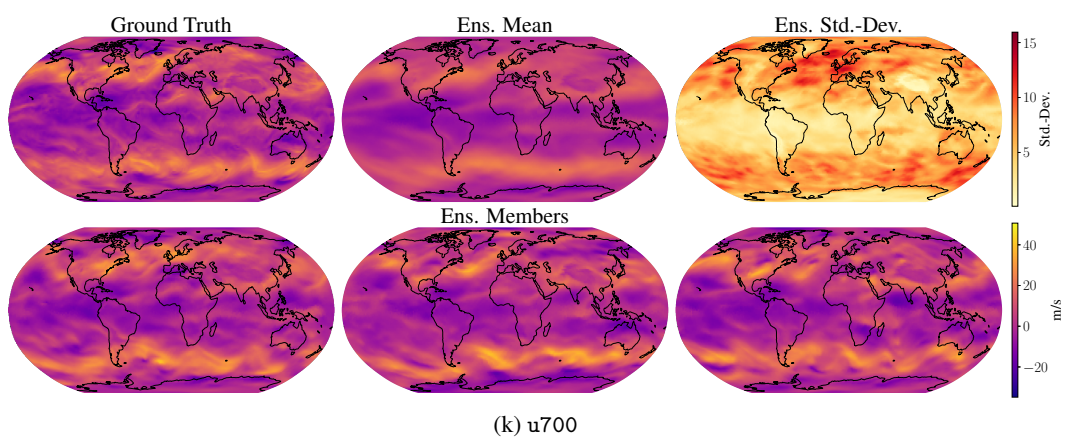 Ground Truth
Ens. Mean
Ens. Std.-Dev.
15
10
5
Std.-Dev.
Ens. Members
40
20
0
−20
m/s
(k) u700